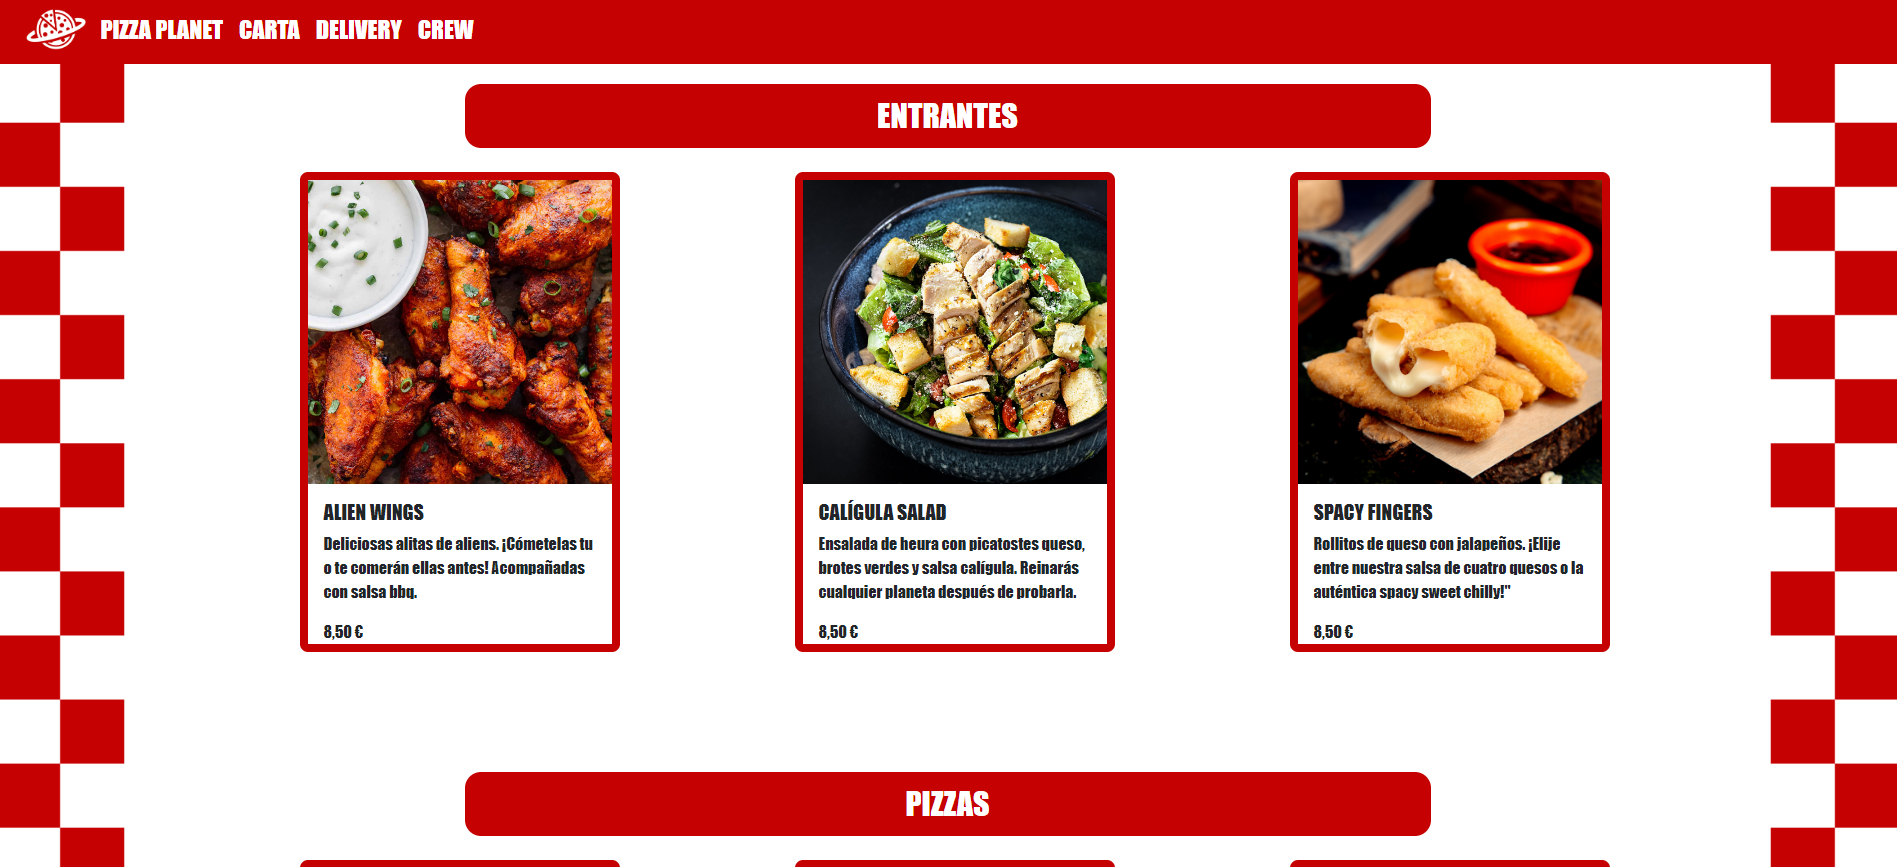 PIZZA PLANET CARTA DELIVERY CREW
ENTRANTES
ALIEN WINGS
Deliciosas alitas de aliens. ¡Cómetelas tu
o te comerán ellas antes! Acompañadas
con salsa bbq.
8,50 €
CALÍGULA SALAD
Ensalada de heura con picatostes queso,
brotes verdes y salsa calígula. Reinarás
cualquier planeta después de probarla.
8,50 €
SPACY FINGERS
Rollitos de queso con jalapeños. ¡Elije
entre nuestra salsa de cuatro quesos o la
auténtica spacy sweet chilly!"
8,50 €
PIZZAS